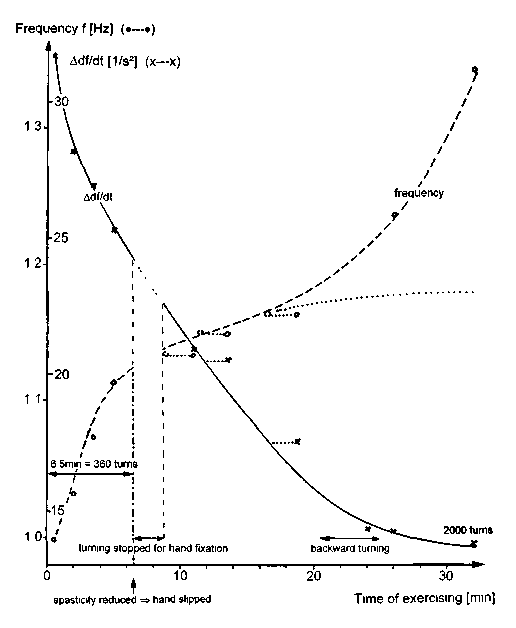 Frequency f [Hz] (•---•)
Δdf/dt [1/s²] (x---x)
30
1 3
Δdf/dt
frequency
25
1 2
20
1 1
6 5min = 360 turns
15
1 0
2000 turns
turning stopped for hand fixation
backward turning
0
10
20
30
Time of exercising [min]
spasticity reduced ⇒ hand slipped